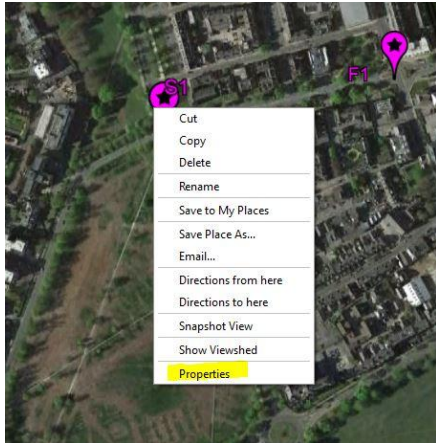 S1
F1
Cut
Copy
Delete
Rename
Save to My Places
Save Place As...
Email...
Directions from here
Directions to here
Snapshot View
Show Viewshed
Properties